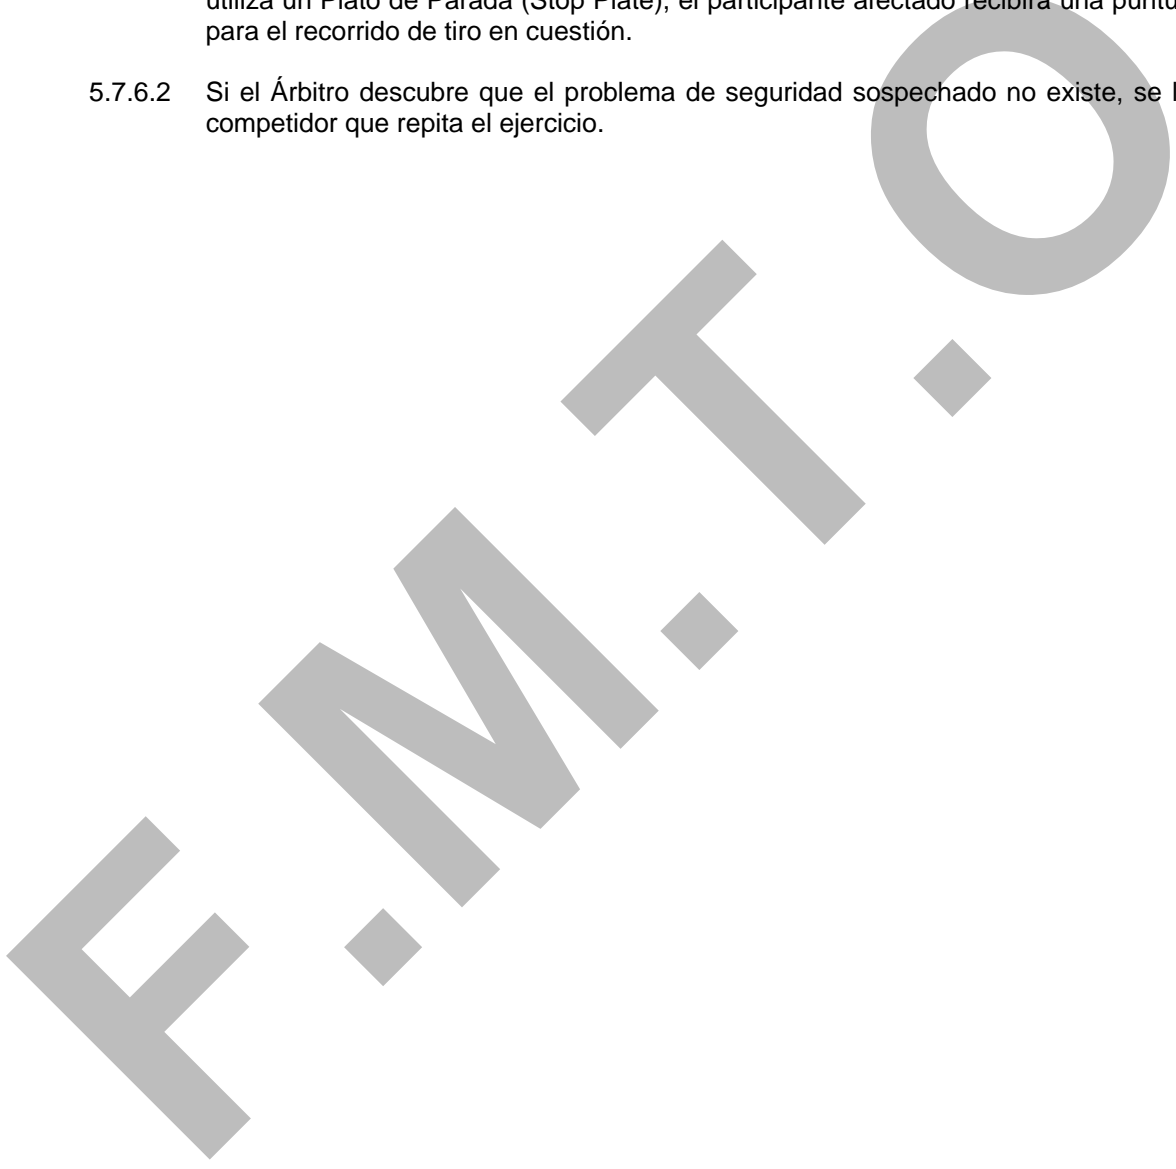 utiliza un Plato de Parada (Stop Plate), el participante afectado recibirá una
para el recorrido de tiro en cuestión.
5.7.6.2 Si el Árbitro descubre que el problema de seguridad sospechado no existe, se
competidor que repita el ejercicio.
F.M.T.O